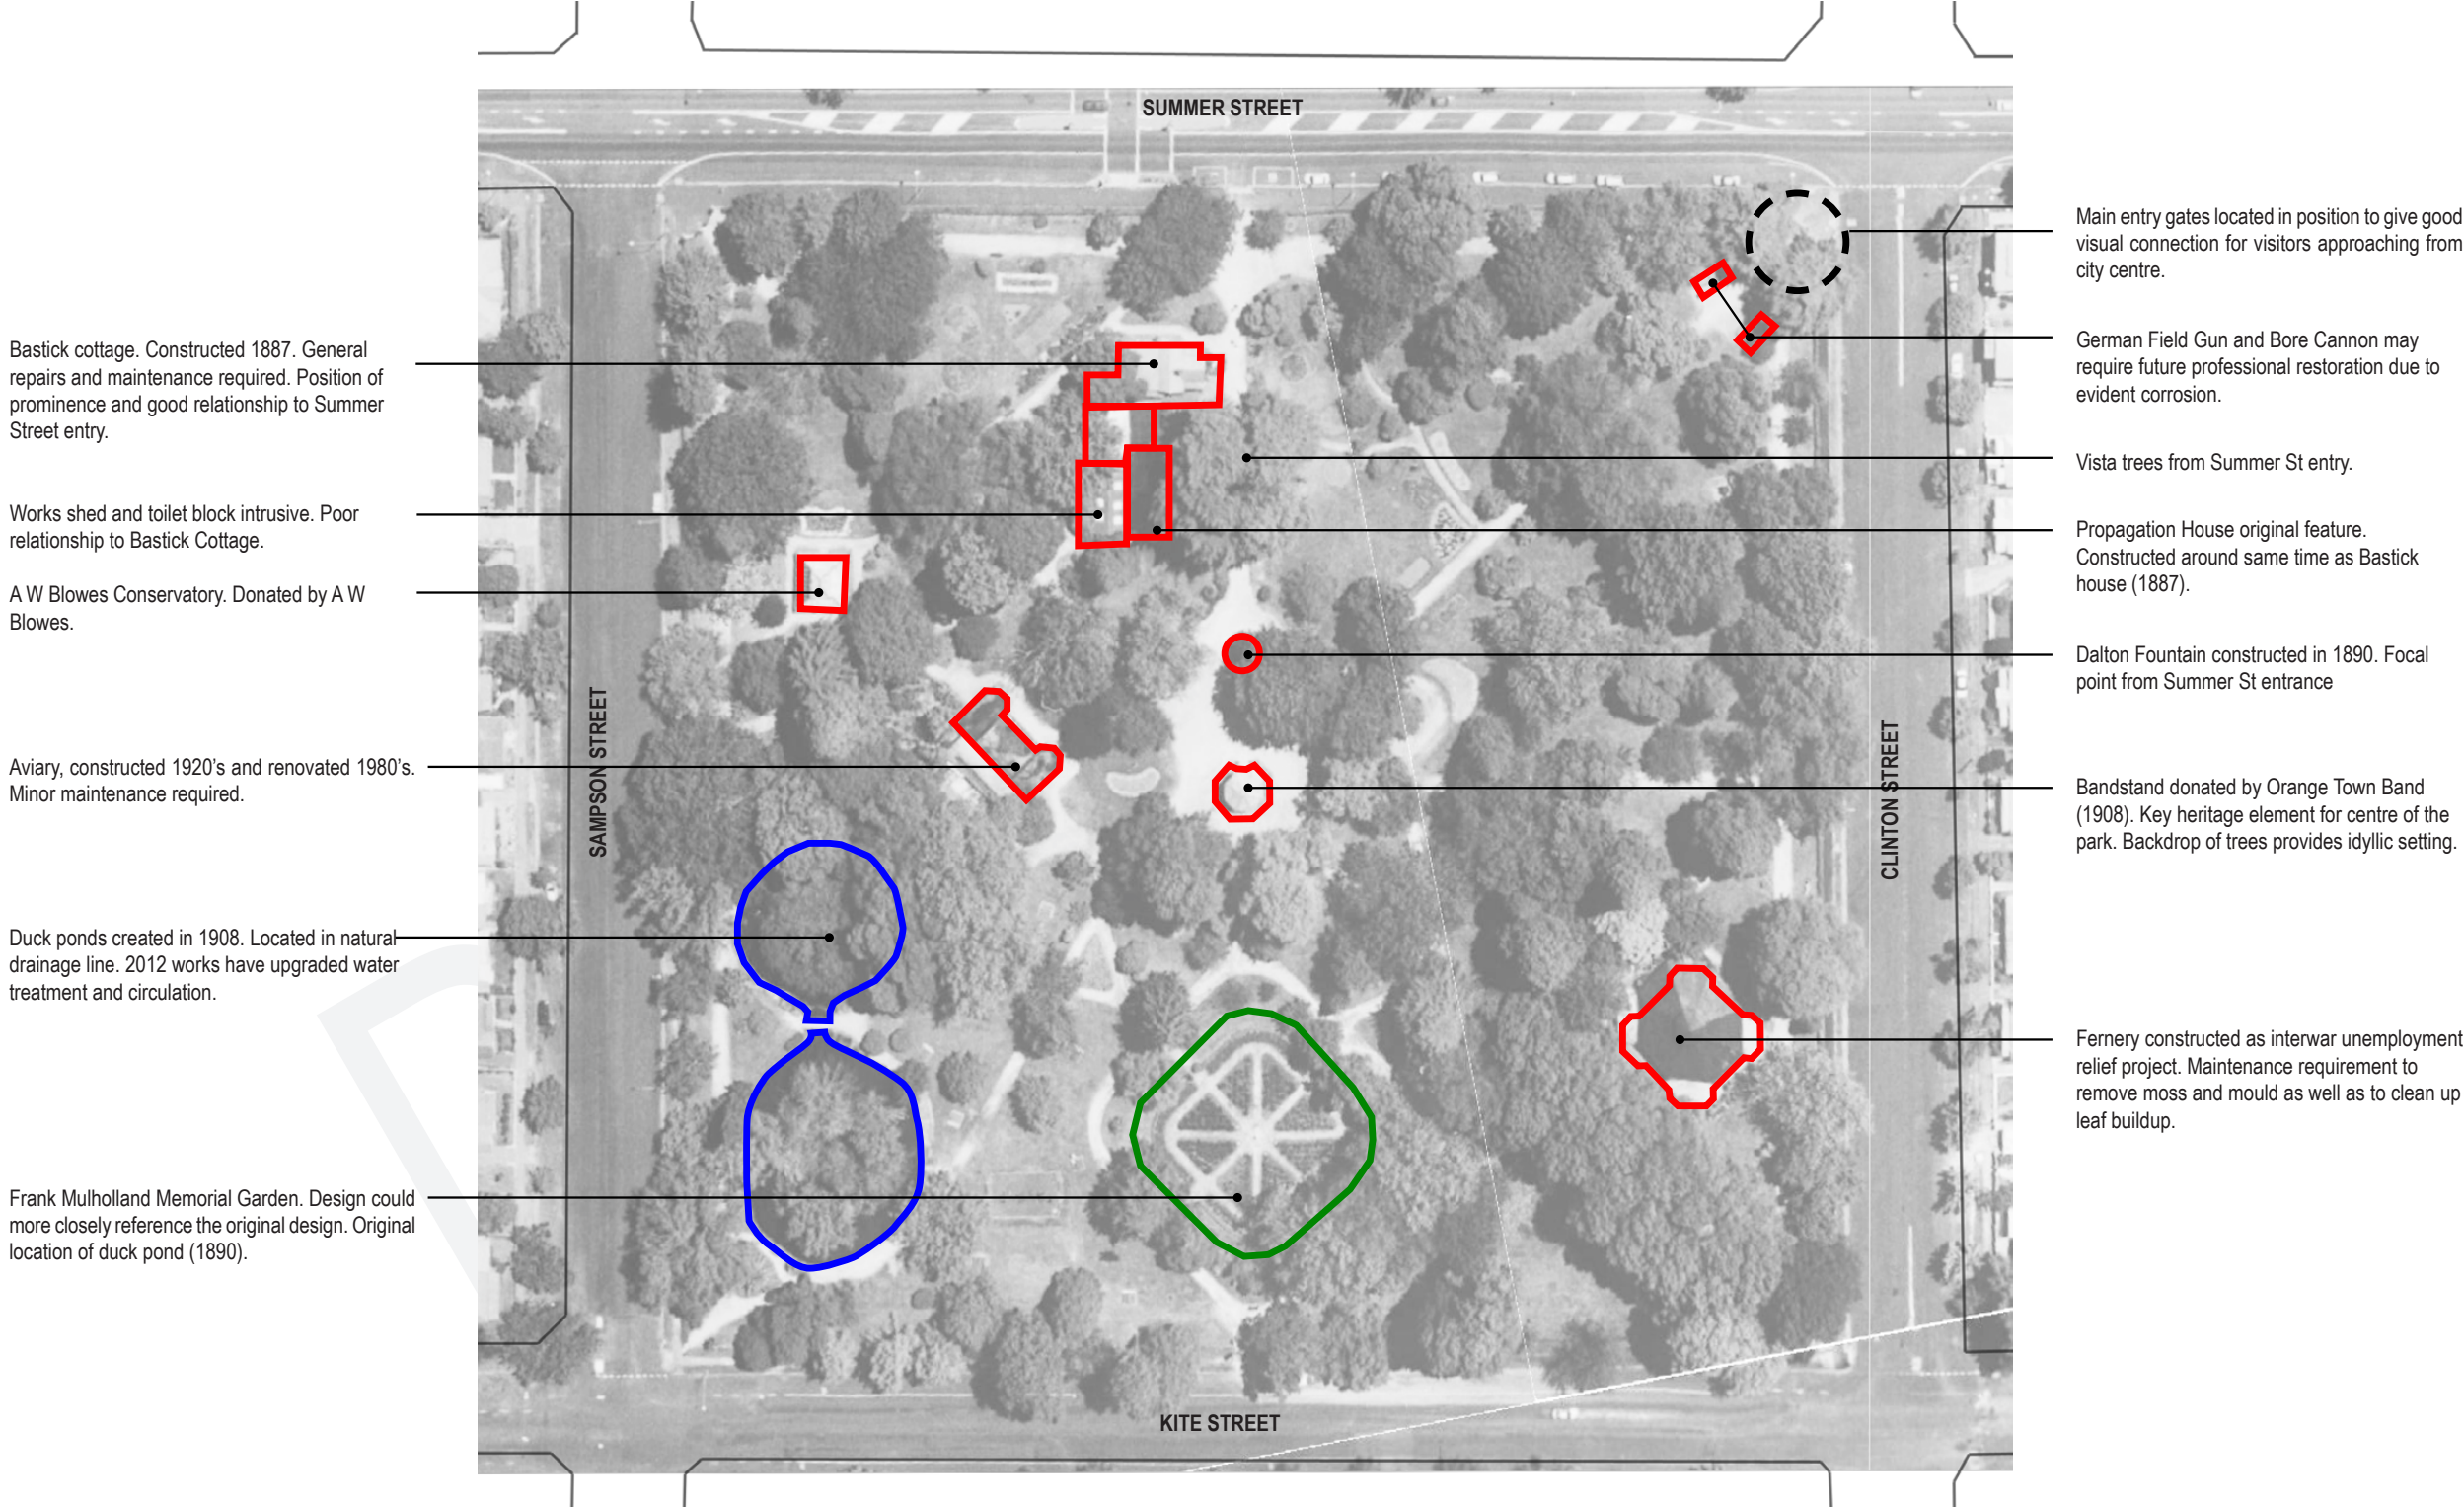 SUMMER STREET
Bastick cottage. Constructed 1887. General
repairs and maintenance required. Position of
prominence and good relationship to Summer
Street entry.
Works shed and toilet block intrusive. Poor
relationship to Bastick Cottage.
A W Blowes Conservatory. Donated by A W
Blowes.
Aviary, constructed 1920's and renovated 1980's.
Minor maintenance required.
Duck ponds created in 1908. Located in natural
drainage line. 2012 works have upgraded water
treatment and circulation.
Frank Mulholland Memorial Garden. Design could
more closely reference the original design. Original
location of duck pond (1890).
SAMPSON STREET
CLINTON STREET
KITE STREET
Main entry gates located in position to give good
visual connection for visitors approaching from
city centre.
German Field Gun and Bore Cannon may
require future professional restoration due to
evident corrosion.
Vista trees from Summer St entry.
Propagation House original feature.
Constructed around same time as Bastick
house (1887).
Dalton Fountain constructed in 1890. Focal
point from Summer St entrance
Bandstand donated by Orange Town Band
(1908). Key heritage element for centre of the
park. Backdrop of trees provides idyllic setting.
Fernery constructed as interwar unemployment
relief project. Maintenance requirement to
remove moss and mould as well as to clean up
leaf buildup.